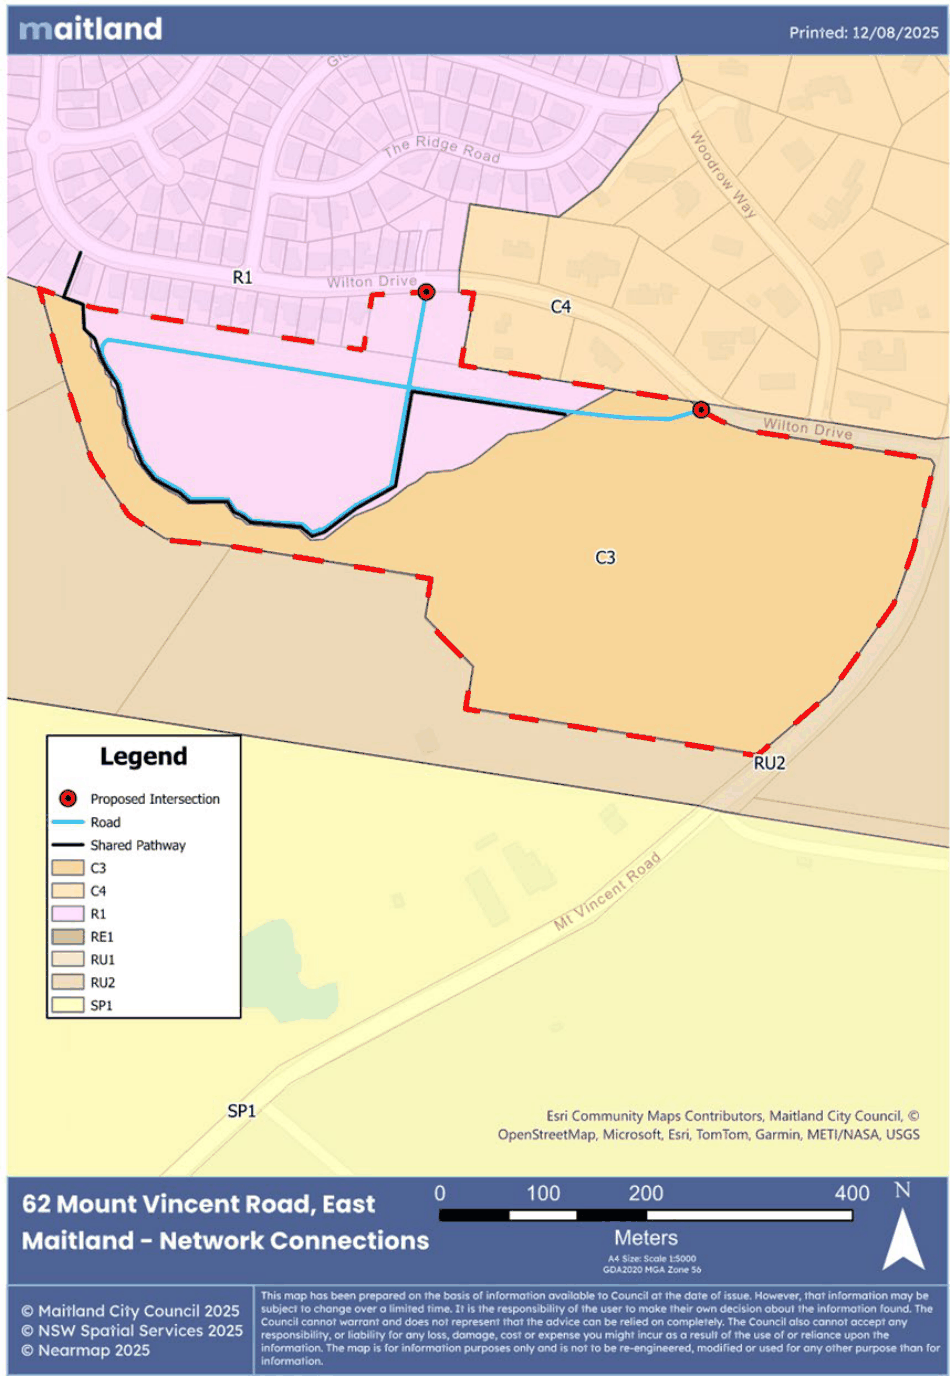 maitland
Printed: 12/08/2025
The Ridge Road
Woodrow Way
R1
Wilton Drive
C4
Wilton Drive
C3
RU2
Legend
Proposed Intersection
Road
Shared Pathway
C3
C4
R1
RE1
RU1
RU2
SP1
Mt Vincent Road
SP1
Esri Community Maps Contributors, Maitland City Council, ©
OpenStreetMap, Microsoft, Esri, TomTom, Garmin, METI/NASA, USGS
62 Mount Vincent Road, East
Maitland - Network Connections
0 100 200 400
Meters
A4 Size: Scale 1:5000
GDA2020 MGA Zone 56
N
© Maitland City Council 2025
© NSW Spatial Services 2025
© Nearmap 2025
This map has been prepared on the basis of information available to Council at the date of issue. However, that information may be
subject to change over a limited time. It is the responsibility of the user to make their own decision about the information found. The
Council cannot warrant and does not represent that the advice can be relied on completely. The Council also cannot accept any
responsibility, or liability for any loss, damage, cost or expense you might incur as a result of the use of or reliance upon the
information. The map is for information purposes only and is not to be re-engineered, modified or used for any other purpose than for
information.